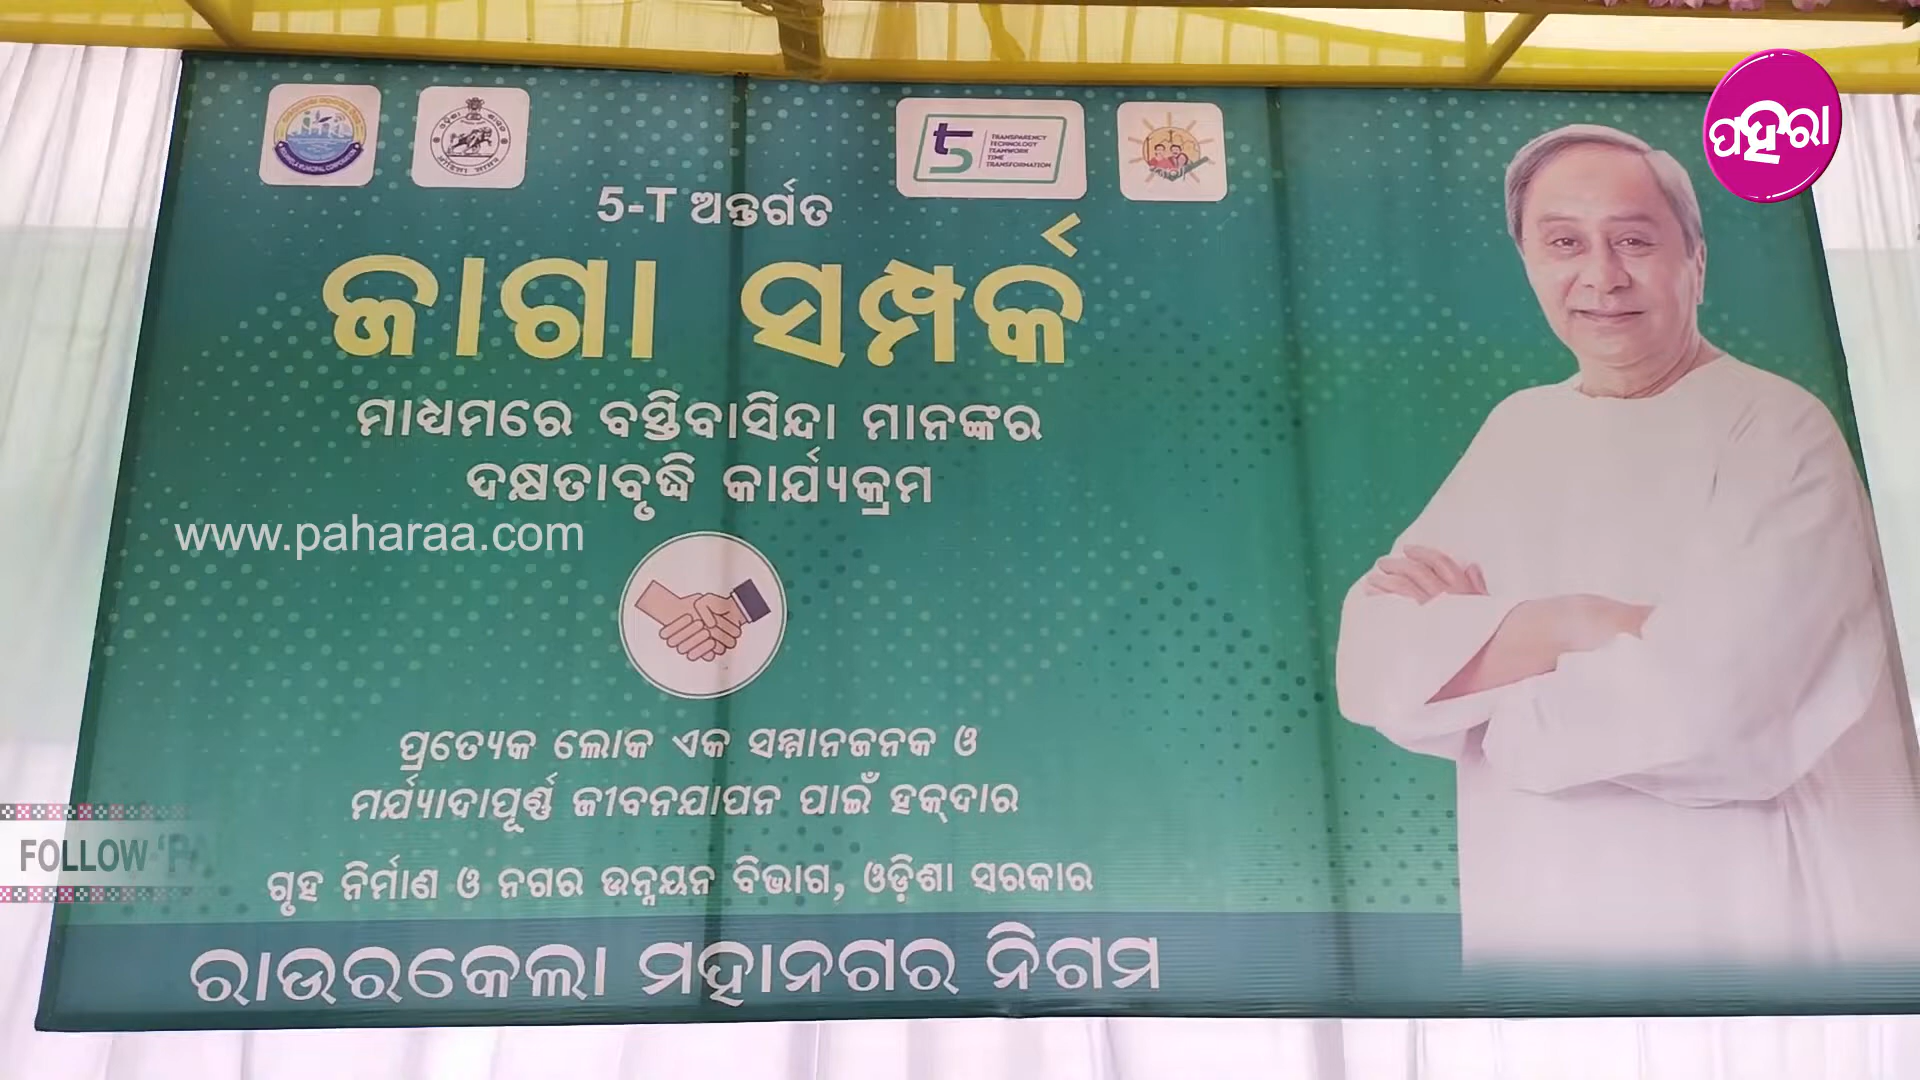 ପହରା
TRANSPARENCY
TECHNOLOGY
TEAMWORK
TIME
TRANSFORMATION
5-T ଅନ୍ତର୍ଗତ
ଜାଗା ସମ୍ପର୍କ
ମାଧ୍ୟମରେ ବସ୍ତିବାସିନ୍ଦା ମାନଙ୍କର
ଦକ୍ଷତାବୃଦ୍ଧି କାର୍ଯ୍ୟକ୍ରମ
www.paharaa.com
ପ୍ରତ୍ୟେକ ଲୋକ ଏକ ସମ୍ମାନଜନକ ଓ
ମର୍ଯ୍ୟାଦାପୂର୍ଣ୍ଣ ଜୀବନଯାପନ ପାଇଁ ହକ୍‌ଦାର
FOLLOW
ଗୃହ ନିର୍ମାଣ ଓ ନଗର ଉନ୍ନୟନ ବିଭାଗ, ଓଡ଼ିଶା ସରକାର
ରାଉରକେଲା ମହାନଗର ନିଗମ